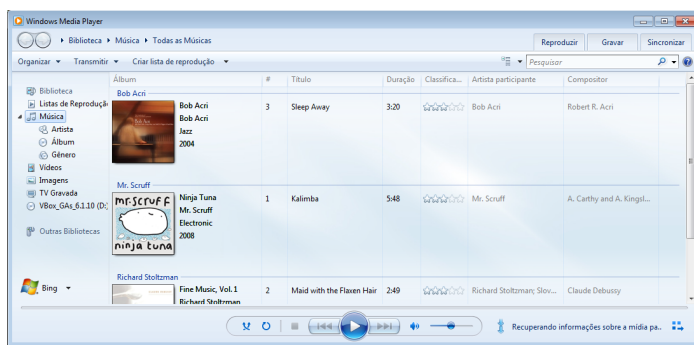 Windows Media Player
Biblioteca Música Todas as Músicas
Reproduzir Gravar Sincronizar
Organizar Transmitir Criar lista de reprodução Pesquisar
Álbum # Título Duração Classifica... Artista participante Compositor
Biblioteca
Listas de Reproduçã
Música
Artista
Álbum
Gênero
Vídeos
Imagens
TV Gravada
VBox_GAs_6.1.10 (D:)
Outras Bibliotecas
Bing
Bob Acri
Bob Acri 3 Sleep Away 3:20 Bob Acri Robert R. Acri
Bob Acri
Jazz
2004
Mr. Scruff
mr.scruff
ninja tuna
Ninja Tuna 1 Kalimba 5:48 Mr. Scruff A. Carthy and A. Kingsl...
Mr. Scruff
Electronic
2008
Richard Stoltzman
Fine Music, Vol. 1 2 Maid with the Flaxen Hair 2:49 Richard Stoltzman; Slov... Claude Debussy
Richard Stoltzman
Recuperando informações sobre a mídia pa...